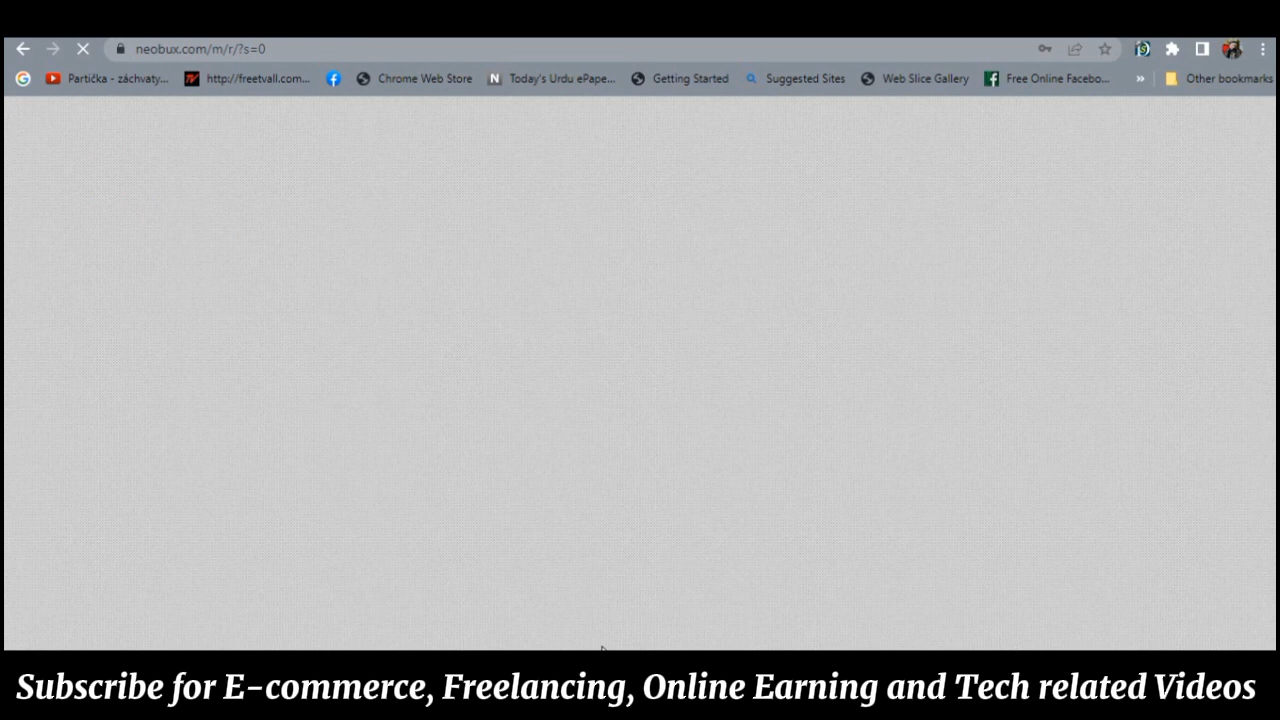 neobux.com/m/r/?s=0
Partička - záchvaty... http://freetvall.com... Chrome Web Store Today's Urdu ePape... Getting Started Suggested Sites Web Slice Gallery Free Online Facebo... » Other bookmarks
Subscribe for E-commerce, Freelancing, Online Earning and Tech related Videos